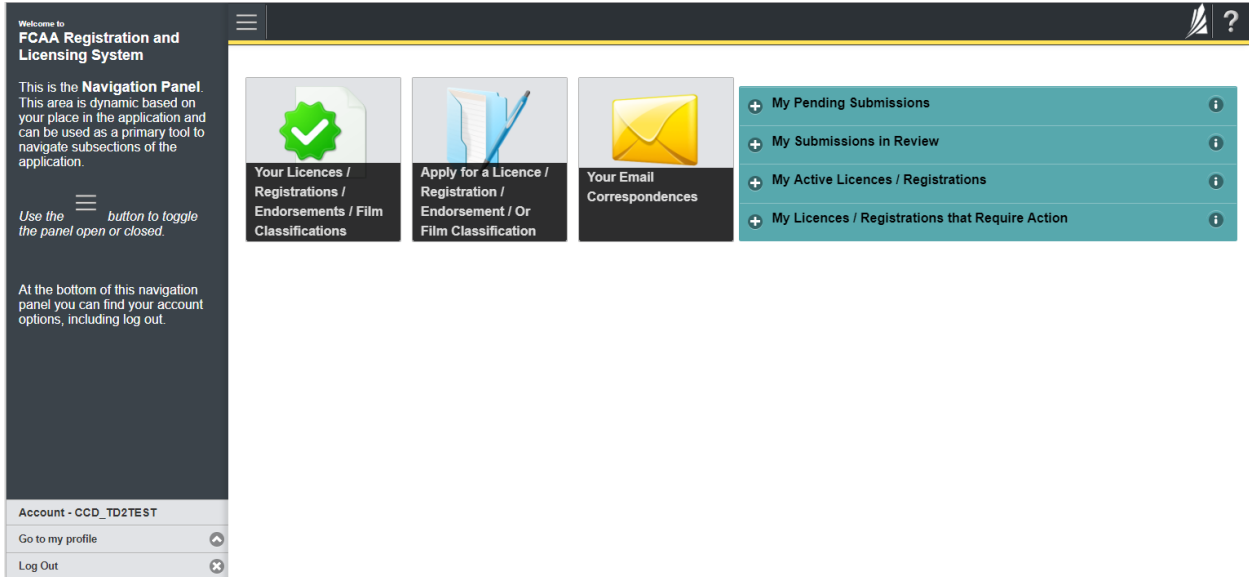 Welcome to
FCAA Registration and
Licensing System
This is the Navigation Panel.
This area is dynamic based on
your place in the application and
can be used as a primary tool to
navigate subsections of the
application.
Use the button to toggle
the panel open or closed.
At the bottom of this navigation
panel you can find your account
options, including log out.
Account - CCD_TD2TEST
Go to my profile
Log Out
?
Your Licences /
Registrations /
Endorsements / Film
Classifications
Apply for a Licence /
Registration /
Endorsement / Or
Film Classification
Your Email
Correspondences
My Pending Submissions
My Submissions in Review
My Active Licences / Registrations
My Licences / Registrations that Require Action